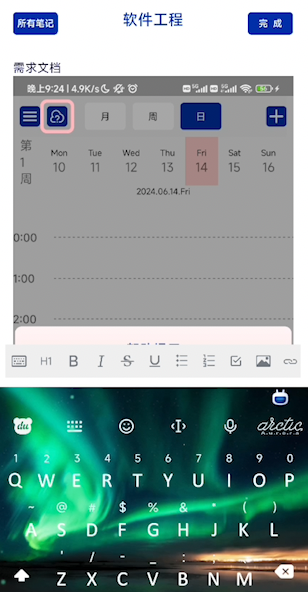 所有笔记 软件工程 完 成
需求文档
晚上9:24 | 4.9K/s
月 周 日
第1周
Mon Tue Wed Thu Fri Sat Sun
10 11 12 13 14 15 16
2024.06.14.Fri
0:00
1:00
2:00
H1 B I S U
du arctic
1 2 3 4 5 6 7 8 9 0
Q W E R T Y U I O P
~ @ # $ % & * ( )
A S D F G H J K L
' / - _ : ; , ?
Z X C V B N M